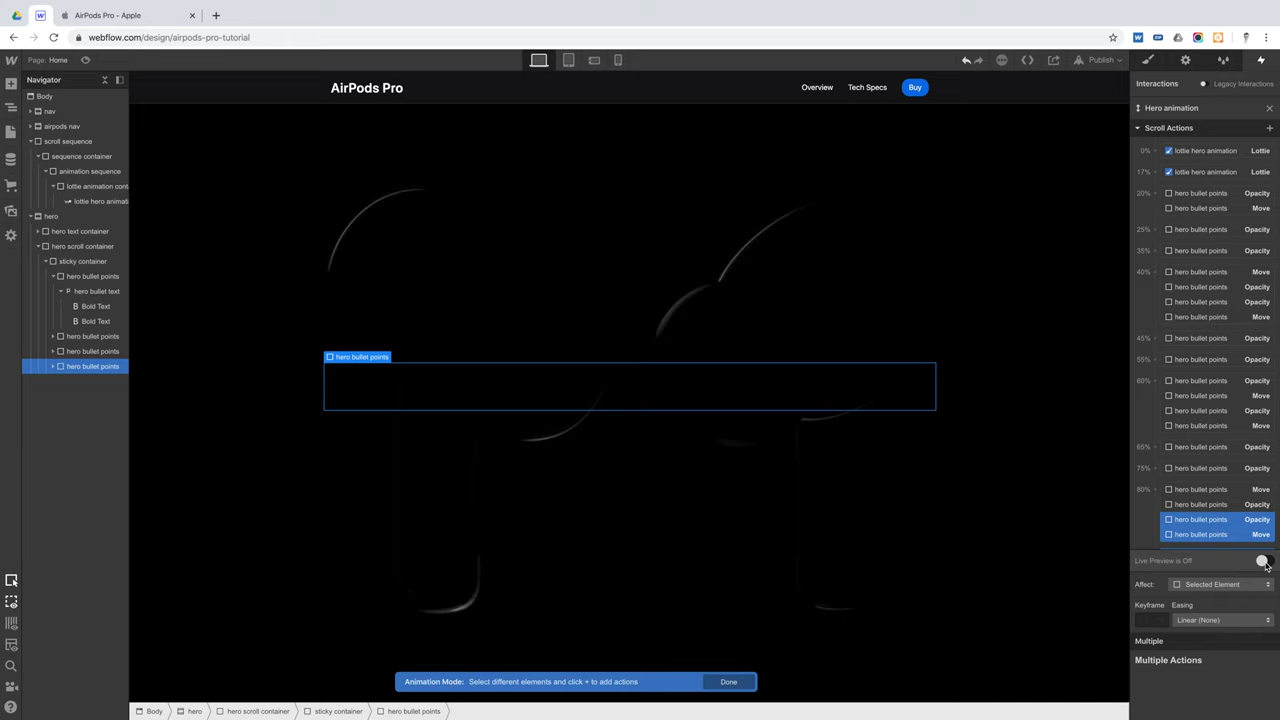 AirPods Pro - Apple
webflow.com/design/airpods-pro-tutorial
Page: Home
Publish
Navigator
Body
nav
airpods nav
scroll sequence
sequence container
animation sequence
lottie animation cont
lottie hero animati
hero
hero text container
hero scroll container
sticky container
hero bullet points
hero bullet text
Bold Text
Bold Text
hero bullet points
hero bullet points
hero bullet points
AirPods Pro
Overview
Tech Specs
Buy
hero bullet points
Animation Mode: Select different elements and click + to add actions
Done
Body
hero
hero scroll container
sticky container
hero bullet points
Interactions
Legacy Interactions
Hero animation
Scroll Actions
0% lottie hero animation Lottie
17% lottie hero animation Lottie
20% hero bullet points Opacity
hero bullet points Move
25% hero bullet points Opacity
35% hero bullet points Opacity
40% hero bullet points Move
hero bullet points Opacity
hero bullet points Opacity
hero bullet points Move
45% hero bullet points Opacity
55% hero bullet points Opacity
60% hero bullet points Opacity
hero bullet points Move
hero bullet points Opacity
hero bullet points Move
65% hero bullet points Opacity
75% hero bullet points Opacity
80% hero bullet points Move
hero bullet points Opacity
hero bullet points Opacity
hero bullet points Move
Live Preview is Off
Affect: Selected Element
Keyframe Easing
Linear (None)
Multiple
Multiple Actions